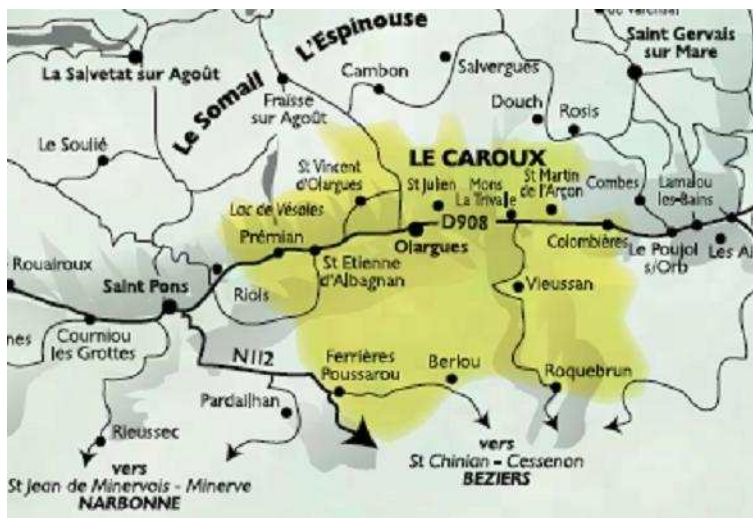 L'Espinouse
Saint Gervais
sur Mare
La Salvetat sur Agoût
Le Somail
Cambon
Salvergues
Fraïsse
sur Agoût
Douch
Rosis
Le Soulié
LE CAROUX
St Vincent
d'Olargues
St Julien
Mons
La Trivalle
St Martin
de l'Arçon
Combes
Lamalou
les-Bains
Lac de Vésoles
D908
Prémian
Olargues
Colombières
Le Poujol
s/Orb
Les Ai
Rouairoux
St Etienne
d'Albagnan
Saint Pons
Riols
Vieussan
nes
Courniou
les Grottes
N112
Ferrières
Poussarou
Berlou
Roquebrun
Pardailhan
Rieussec
vers
St Chinian - Cessenon
BEZIERS
vers
St Jean de Minervois - Minerve
NARBONNE